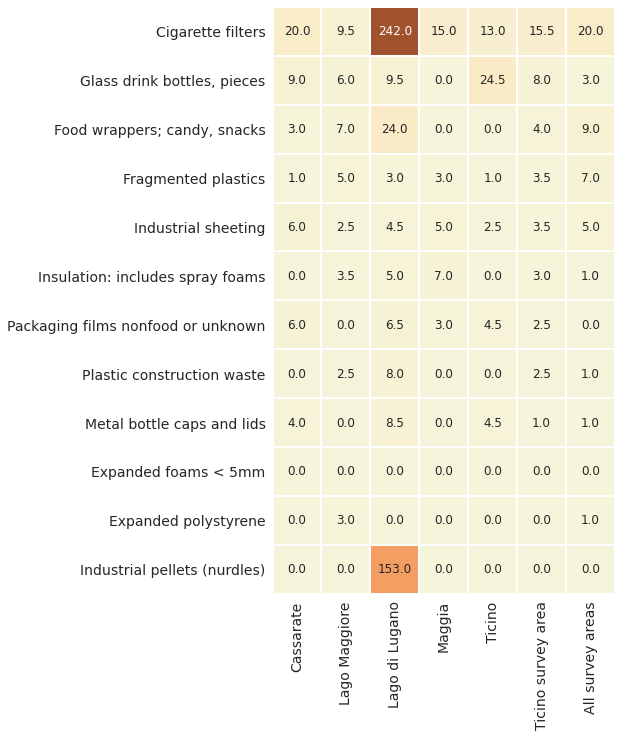 Cigarette filters 20.0 9.5 242.0 15.0 13.0 15.5 20.0
Glass drink bottles, pieces 9.0 6.0 9.5 0.0 24.5 8.0 3.0
Food wrappers; candy, snacks 3.0 7.0 24.0 0.0 0.0 4.0 9.0
Fragmented plastics 1.0 5.0 3.0 3.0 1.0 3.5 7.0
Industrial sheeting 6.0 2.5 4.5 5.0 2.5 3.5 5.0
Insulation: includes spray foams 0.0 3.5 5.0 7.0 0.0 3.0 1.0
Packaging films nonfood or unknown 6.0 0.0 6.5 3.0 4.5 2.5 0.0
Plastic construction waste 0.0 2.5 8.0 0.0 0.0 2.5 1.0
Metal bottle caps and lids 4.0 0.0 8.5 0.0 4.5 1.0 1.0
Expanded foams < 5mm 0.0 0.0 0.0 0.0 0.0 0.0 0.0
Expanded polystyrene 0.0 3.0 0.0 0.0 0.0 0.0 1.0
Industrial pellets (nurdles) 0.0 0.0 153.0 0.0 0.0 0.0 0.0
Cassarate
Lago Maggiore
Lago di Lugano
Maggia
Ticino
Ticino survey area
All survey areas